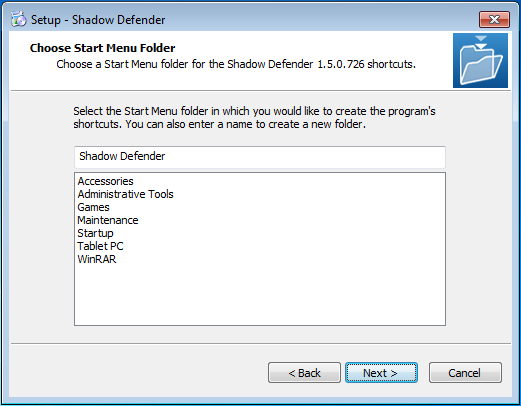 Setup - Shadow Defender
Choose Start Menu Folder
Choose a Start Menu folder for the Shadow Defender 1.5.0.726 shortcuts.
Select the Start Menu folder in which you would like to create the program's
shortcuts. You can also enter a name to create a new folder.
Shadow Defender
Accessories
Administrative Tools
Games
Maintenance
Startup
Tablet PC
WinRAR
< Back
Next >
Cancel